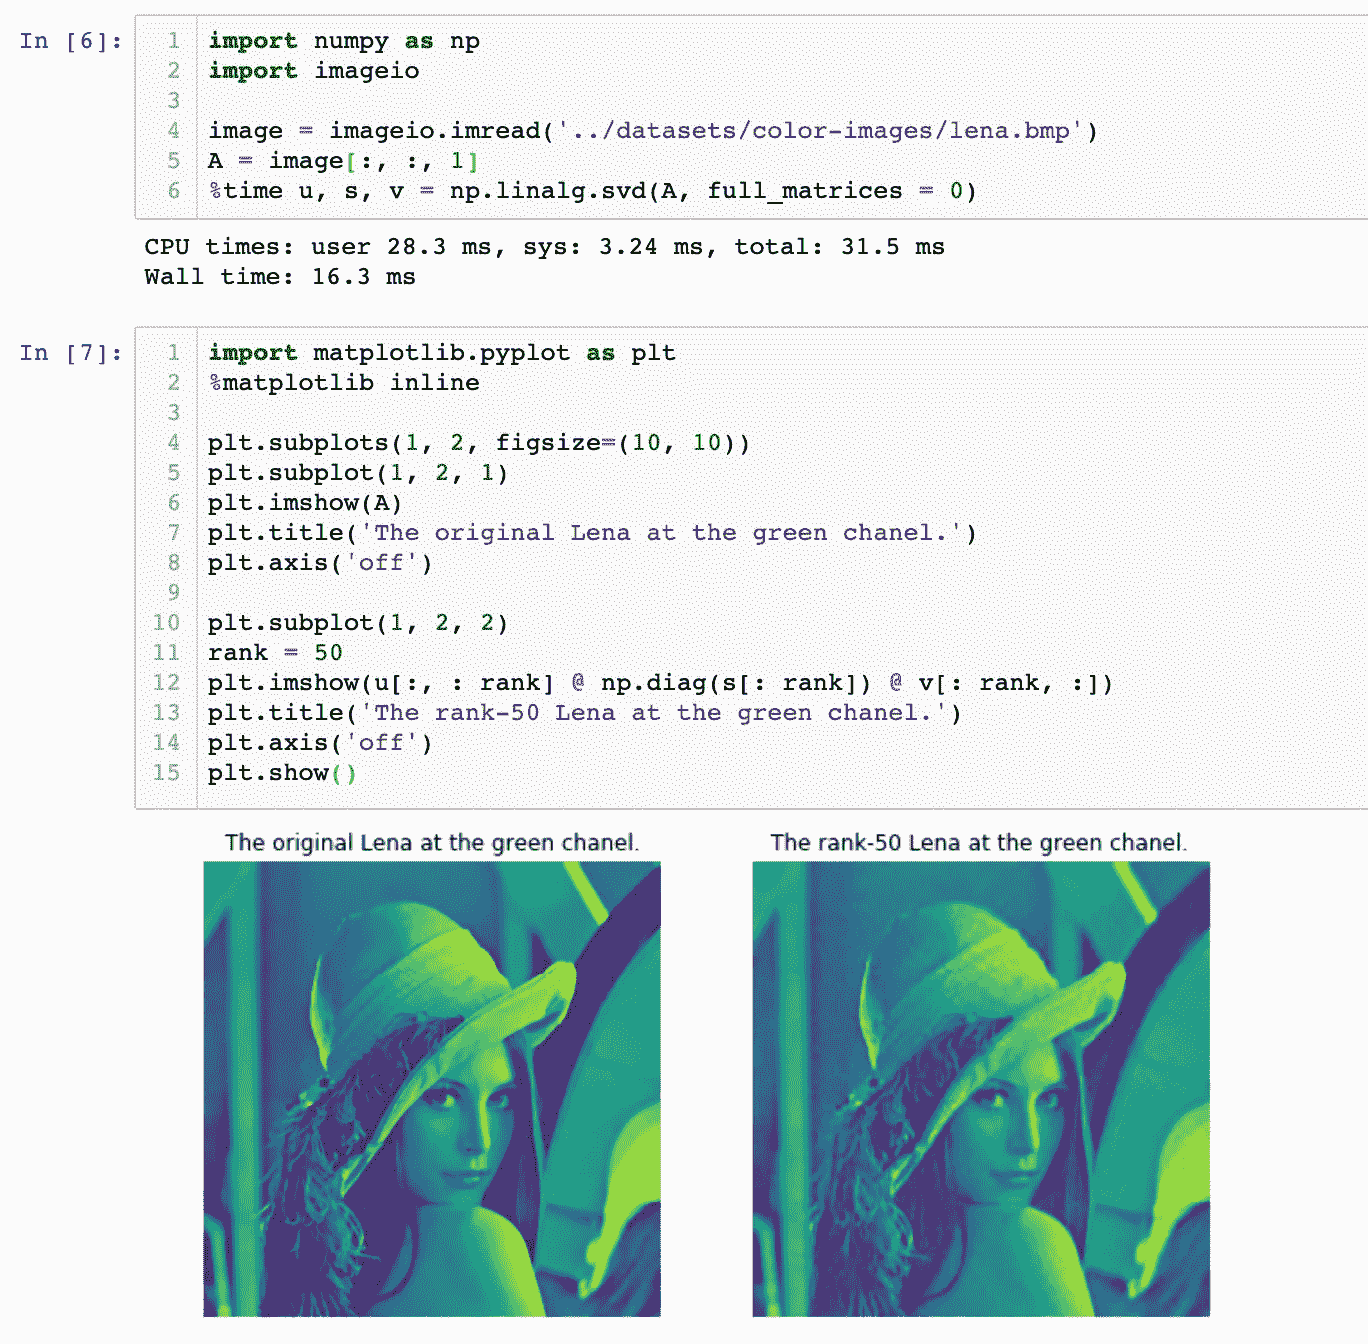 In [6]:
1 import numpy as np
2 import imageio
3
4 image = imageio.imread('../datasets/color-images/lena.bmp')
5 A = image[:, :, 1]
6 %time u, s, v = np.linalg.svd(A, full_matrices = 0)
CPU times: user 28.3 ms, sys: 3.24 ms, total: 31.5 ms
Wall time: 16.3 ms
In [7]:
1 import matplotlib.pyplot as plt
2 %matplotlib inline
3
4 plt.subplots(1, 2, figsize=(10, 10))
5 plt.subplot(1, 2, 1)
6 plt.imshow(A)
7 plt.title('The original Lena at the green chanel.')
8 plt.axis('off')
9
10 plt.subplot(1, 2, 2)
11 rank = 50
12 plt.imshow(u[:, : rank] @ np.diag(s[: rank]) @ v[: rank, :])
13 plt.title('The rank-50 Lena at the green chanel.')
14 plt.axis('off')
15 plt.show()
The original Lena at the green chanel.
The rank-50 Lena at the green chanel.